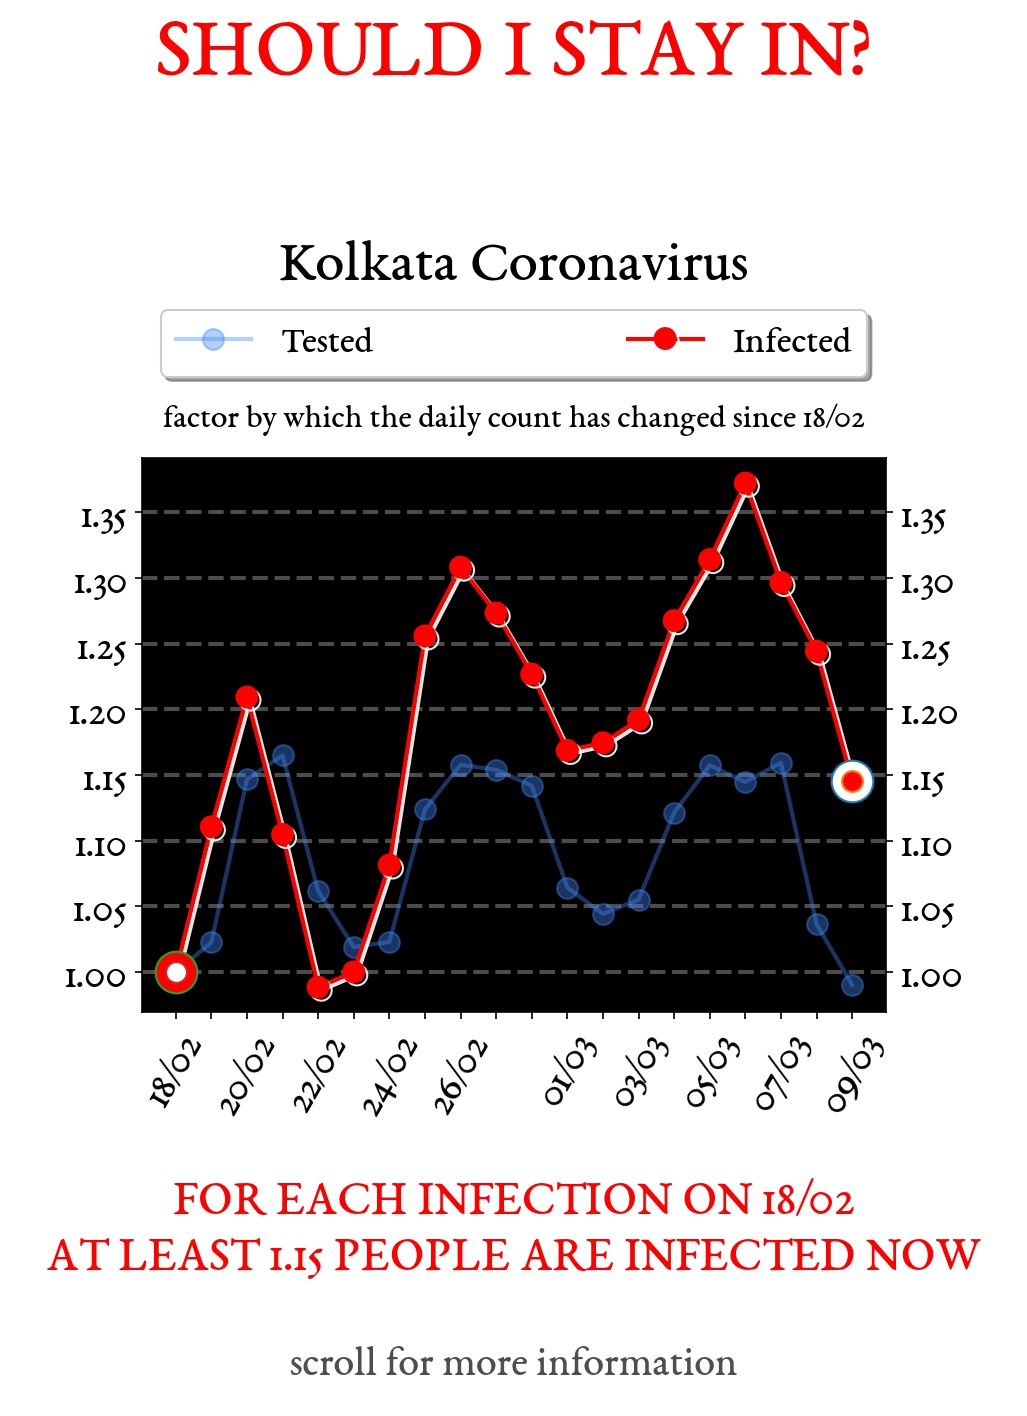 SHOULD I STAY IN?
Kolkata Coronavirus
Tested Infected
factor by which the daily count has changed since 18/02
1.35 1.35
1.30 1.30
1.25 1.25
1.20 1.20
1.15 1.15
1.10 1.10
1.05 1.05
1.00 1.00
18/02 20/02 22/02 24/02 26/02 01/03 03/03 05/03 07/03 09/03
FOR EACH INFECTION ON 18/02
AT LEAST 1.15 PEOPLE ARE INFECTED NOW
scroll for more information